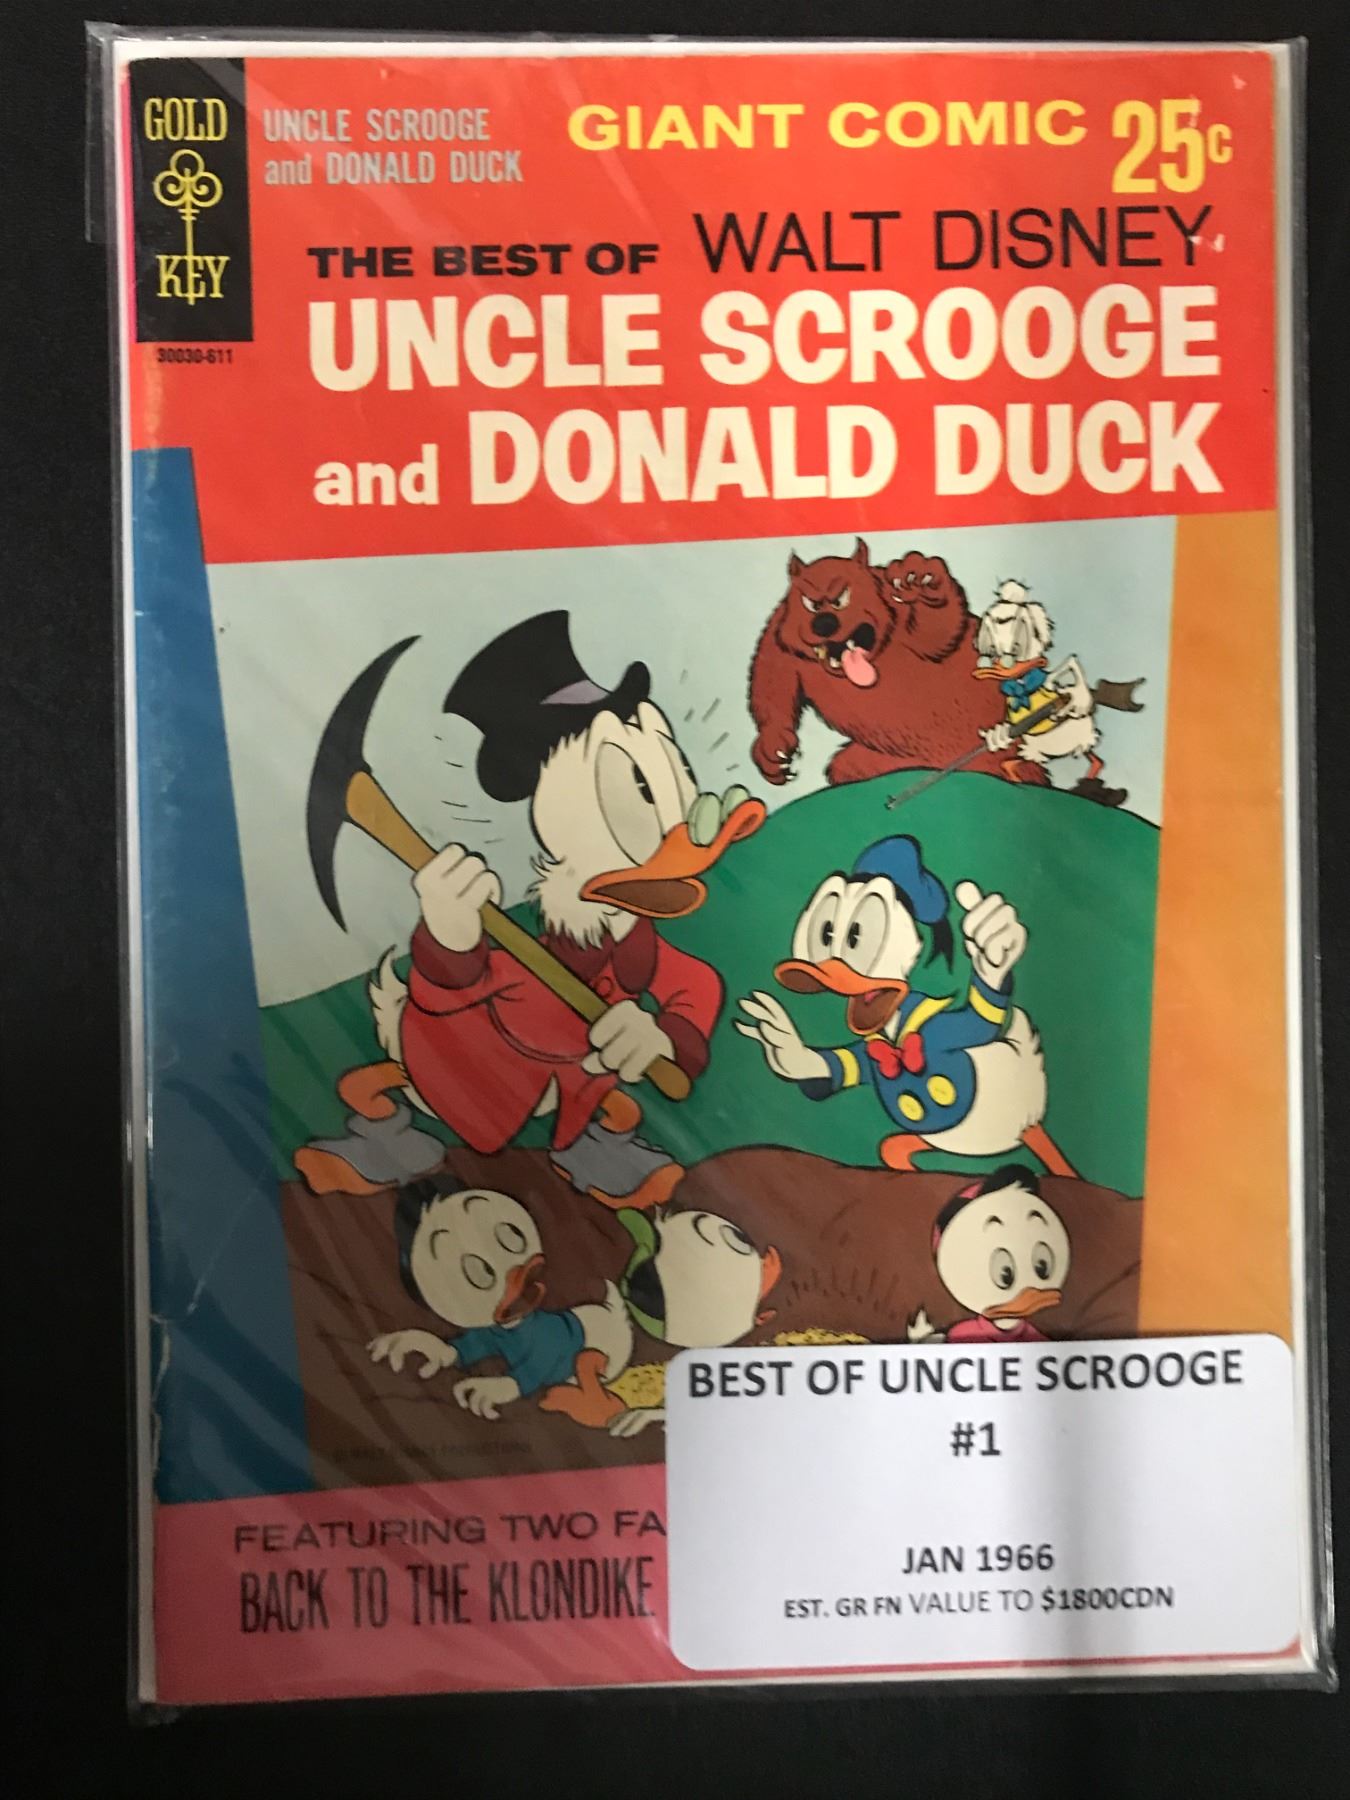 GOLD
KEY
UNCLE SCROOGE
and DONALD DUCK
GIANT COMIC 25c
THE BEST OF WALT DISNEY
UNCLE SCROOGE
and DONALD DUCK
30030-611
FEATURING TWO FA
BACK TO THE KLONDIKE
BEST OF UNCLE SCROOGE
#1
JAN 1966
EST. GR FN VALUE TO $1800CDN